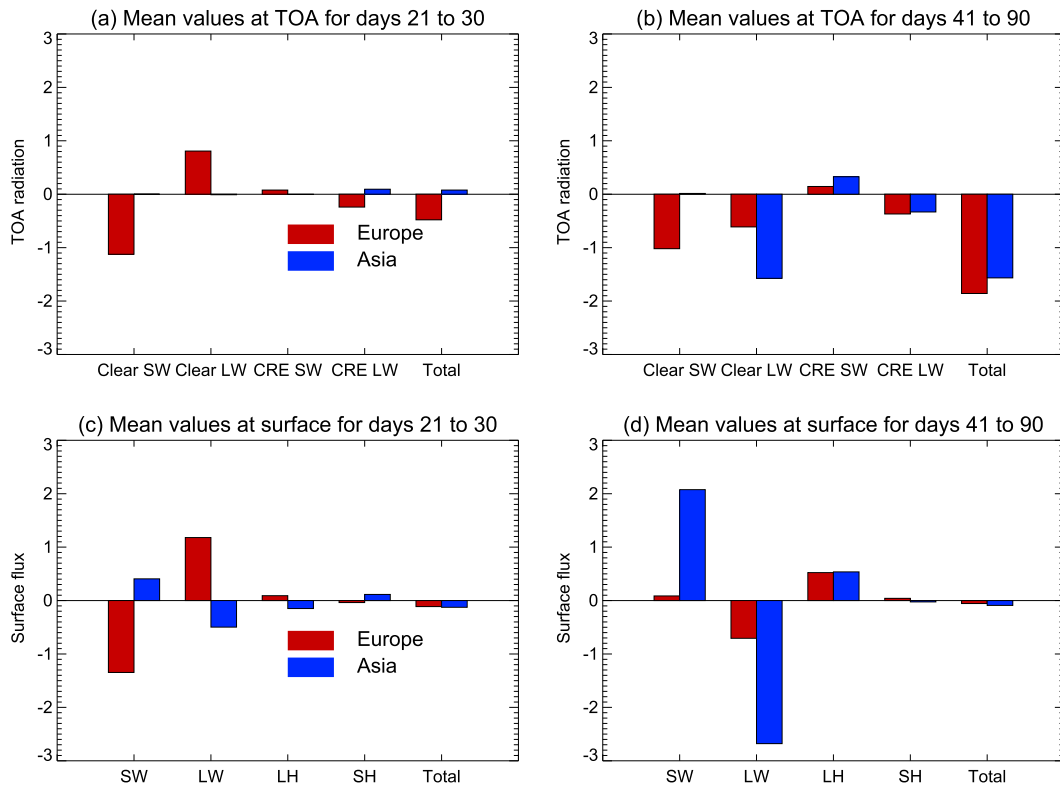 (a) Mean values at TOA for days 21 to 30
3
2
1
0
-1
-2
-3
TOA radiation
Europe
Asia
Clear SW Clear LW CRE SW CRE LW Total
(b) Mean values at TOA for days 41 to 90
3
2
1
0
-1
-2
-3
TOA radiation
Clear SW Clear LW CRE SW CRE LW Total
(c) Mean values at surface for days 21 to 30
3
2
1
0
-1
-2
-3
Surface flux
Europe
Asia
SW LW LH SH Total
(d) Mean values at surface for days 41 to 90
3
2
1
0
-1
-2
-3
Surface flux
SW LW LH SH Total